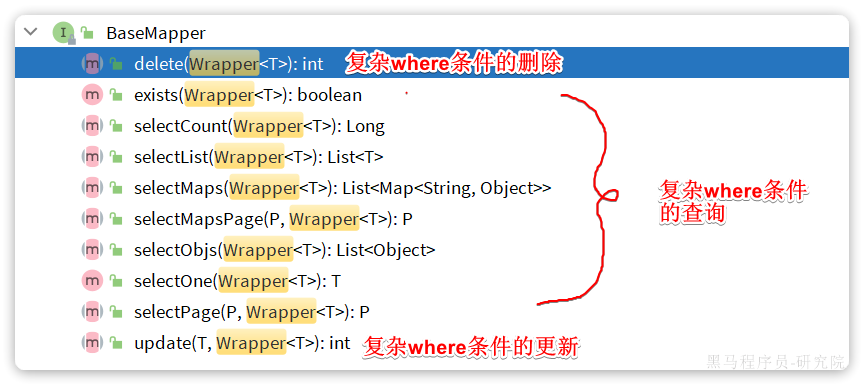 BaseMapper
delete(Wrapper<T>): int 复杂where条件的删除
exists(Wrapper<T>): boolean
selectCount(Wrapper<T>): Long
selectList(Wrapper<T>): List<T>
selectMaps(Wrapper<T>): List<Map<String, Object>>
复杂where条件
的查询
selectMapsPage(P, Wrapper<T>): P
selectObjs(Wrapper<T>): List<Object>
selectOne(Wrapper<T>): T
selectPage(P, Wrapper<T>): P
update(T, Wrapper<T>): int 复杂where条件的更新
黑马程序员-研究院